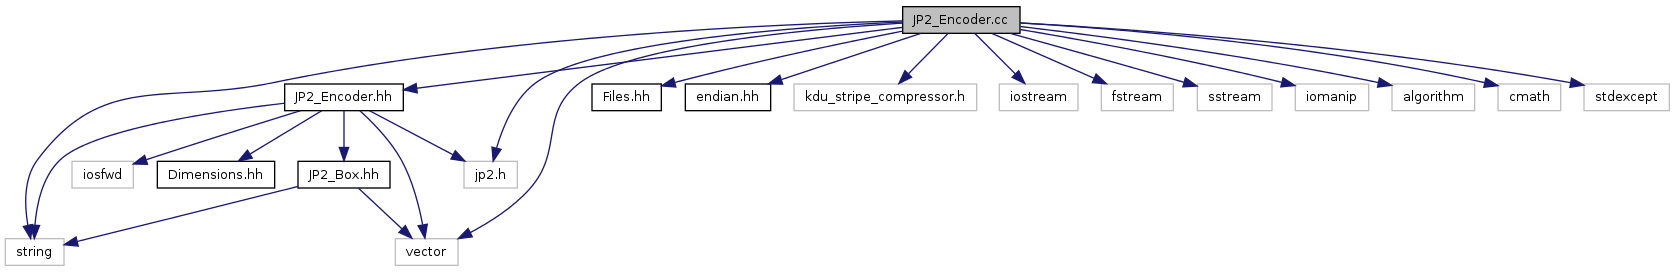 JP2_Encoder.cc
JP2_Encoder.hh
Files.hh
endian.hh
kdu_stripe_compressor.h
iostream
fstream
sstream
iomanip
algorithm
cmath
stdexcept
iosfwd
Dimensions.hh
JP2_Box.hh
jp2.h
string
vector